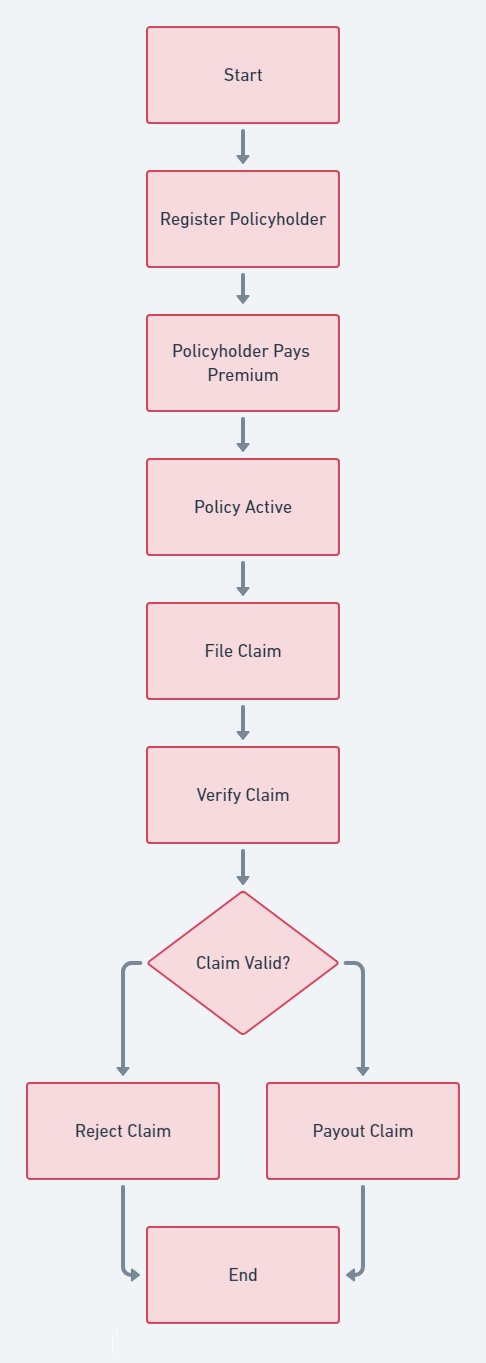 Start
Register Policyholder
Policyholder Pays
Premium
Policy Active
File Claim
Verify Claim
Claim Valid?
Reject Claim
Payout Claim
End